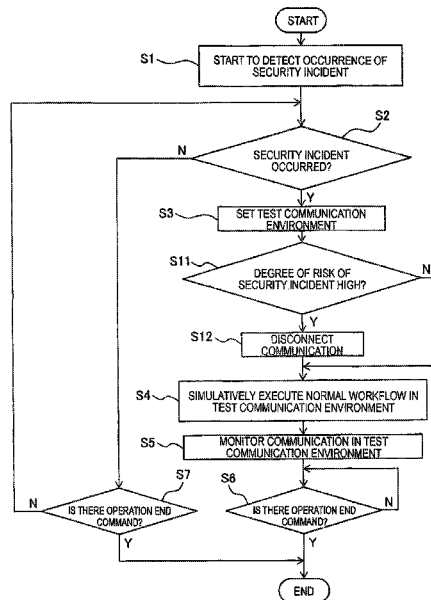 START
S1
START TO DETECT OCCURRENCE OF
SECURITY INCIDENT
S2
N
SECURITY INCIDENT
OCCURRED?
Y
S3
SET TEST COMMUNICATION
ENVIRONMENT
S11
DEGREE OF RISK OF
SECURITY INCIDENT HIGH?
N
Y
S12
DISCONNECT
COMMUNICATION
S4
SIMULATIVELY EXECUTE NORMAL WORKFLOW IN
TEST COMMUNICATION ENVIRONMENT
S5
MONITOR COMMUNICATION IN TEST
COMMUNICATION ENVIRONMENT
S7
S6
N
IS THERE OPERATION END
COMMAND?
Y
IS THERE OPERATION END
COMMAND?
N
Y
END